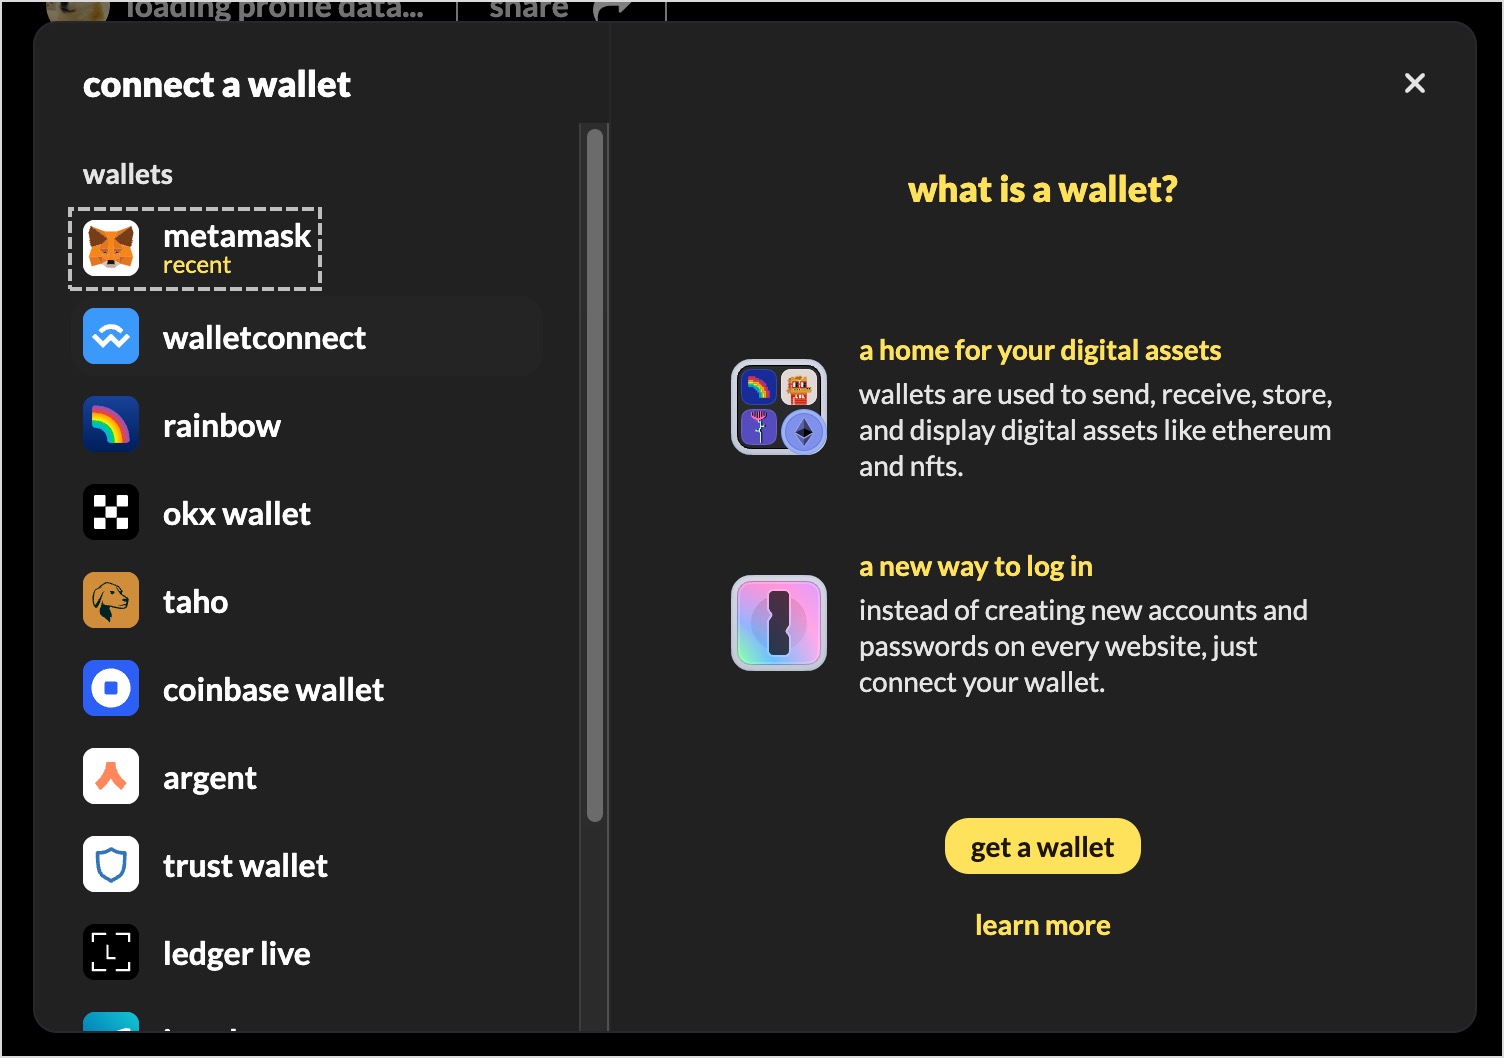 loading profile data...
share
connect a wallet
wallets
metamask
recent
walletconnect
rainbow
okx wallet
taho
coinbase wallet
argent
trust wallet
L
ledger live
what is a wallet?
a home for your digital assets
wallets are used to send, receive, store,
and display digital assets like ethereum
and nfts.
a new way to log in
instead of creating new accounts and
passwords on every website, just
connect your wallet.
get a wallet
learn more